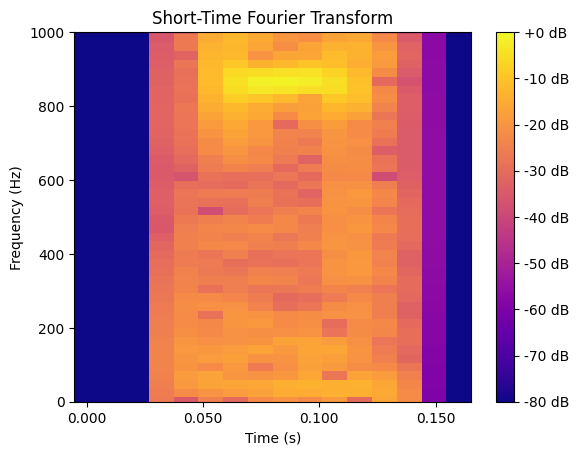 Short-Time Fourier Transform
1000
800
600
400
200
0
Frequency (Hz)
0.000
0.050
0.100
0.150
Time (s)
+0 dB
-10 dB
-20 dB
-30 dB
-40 dB
-50 dB
-60 dB
-70 dB
-80 dB